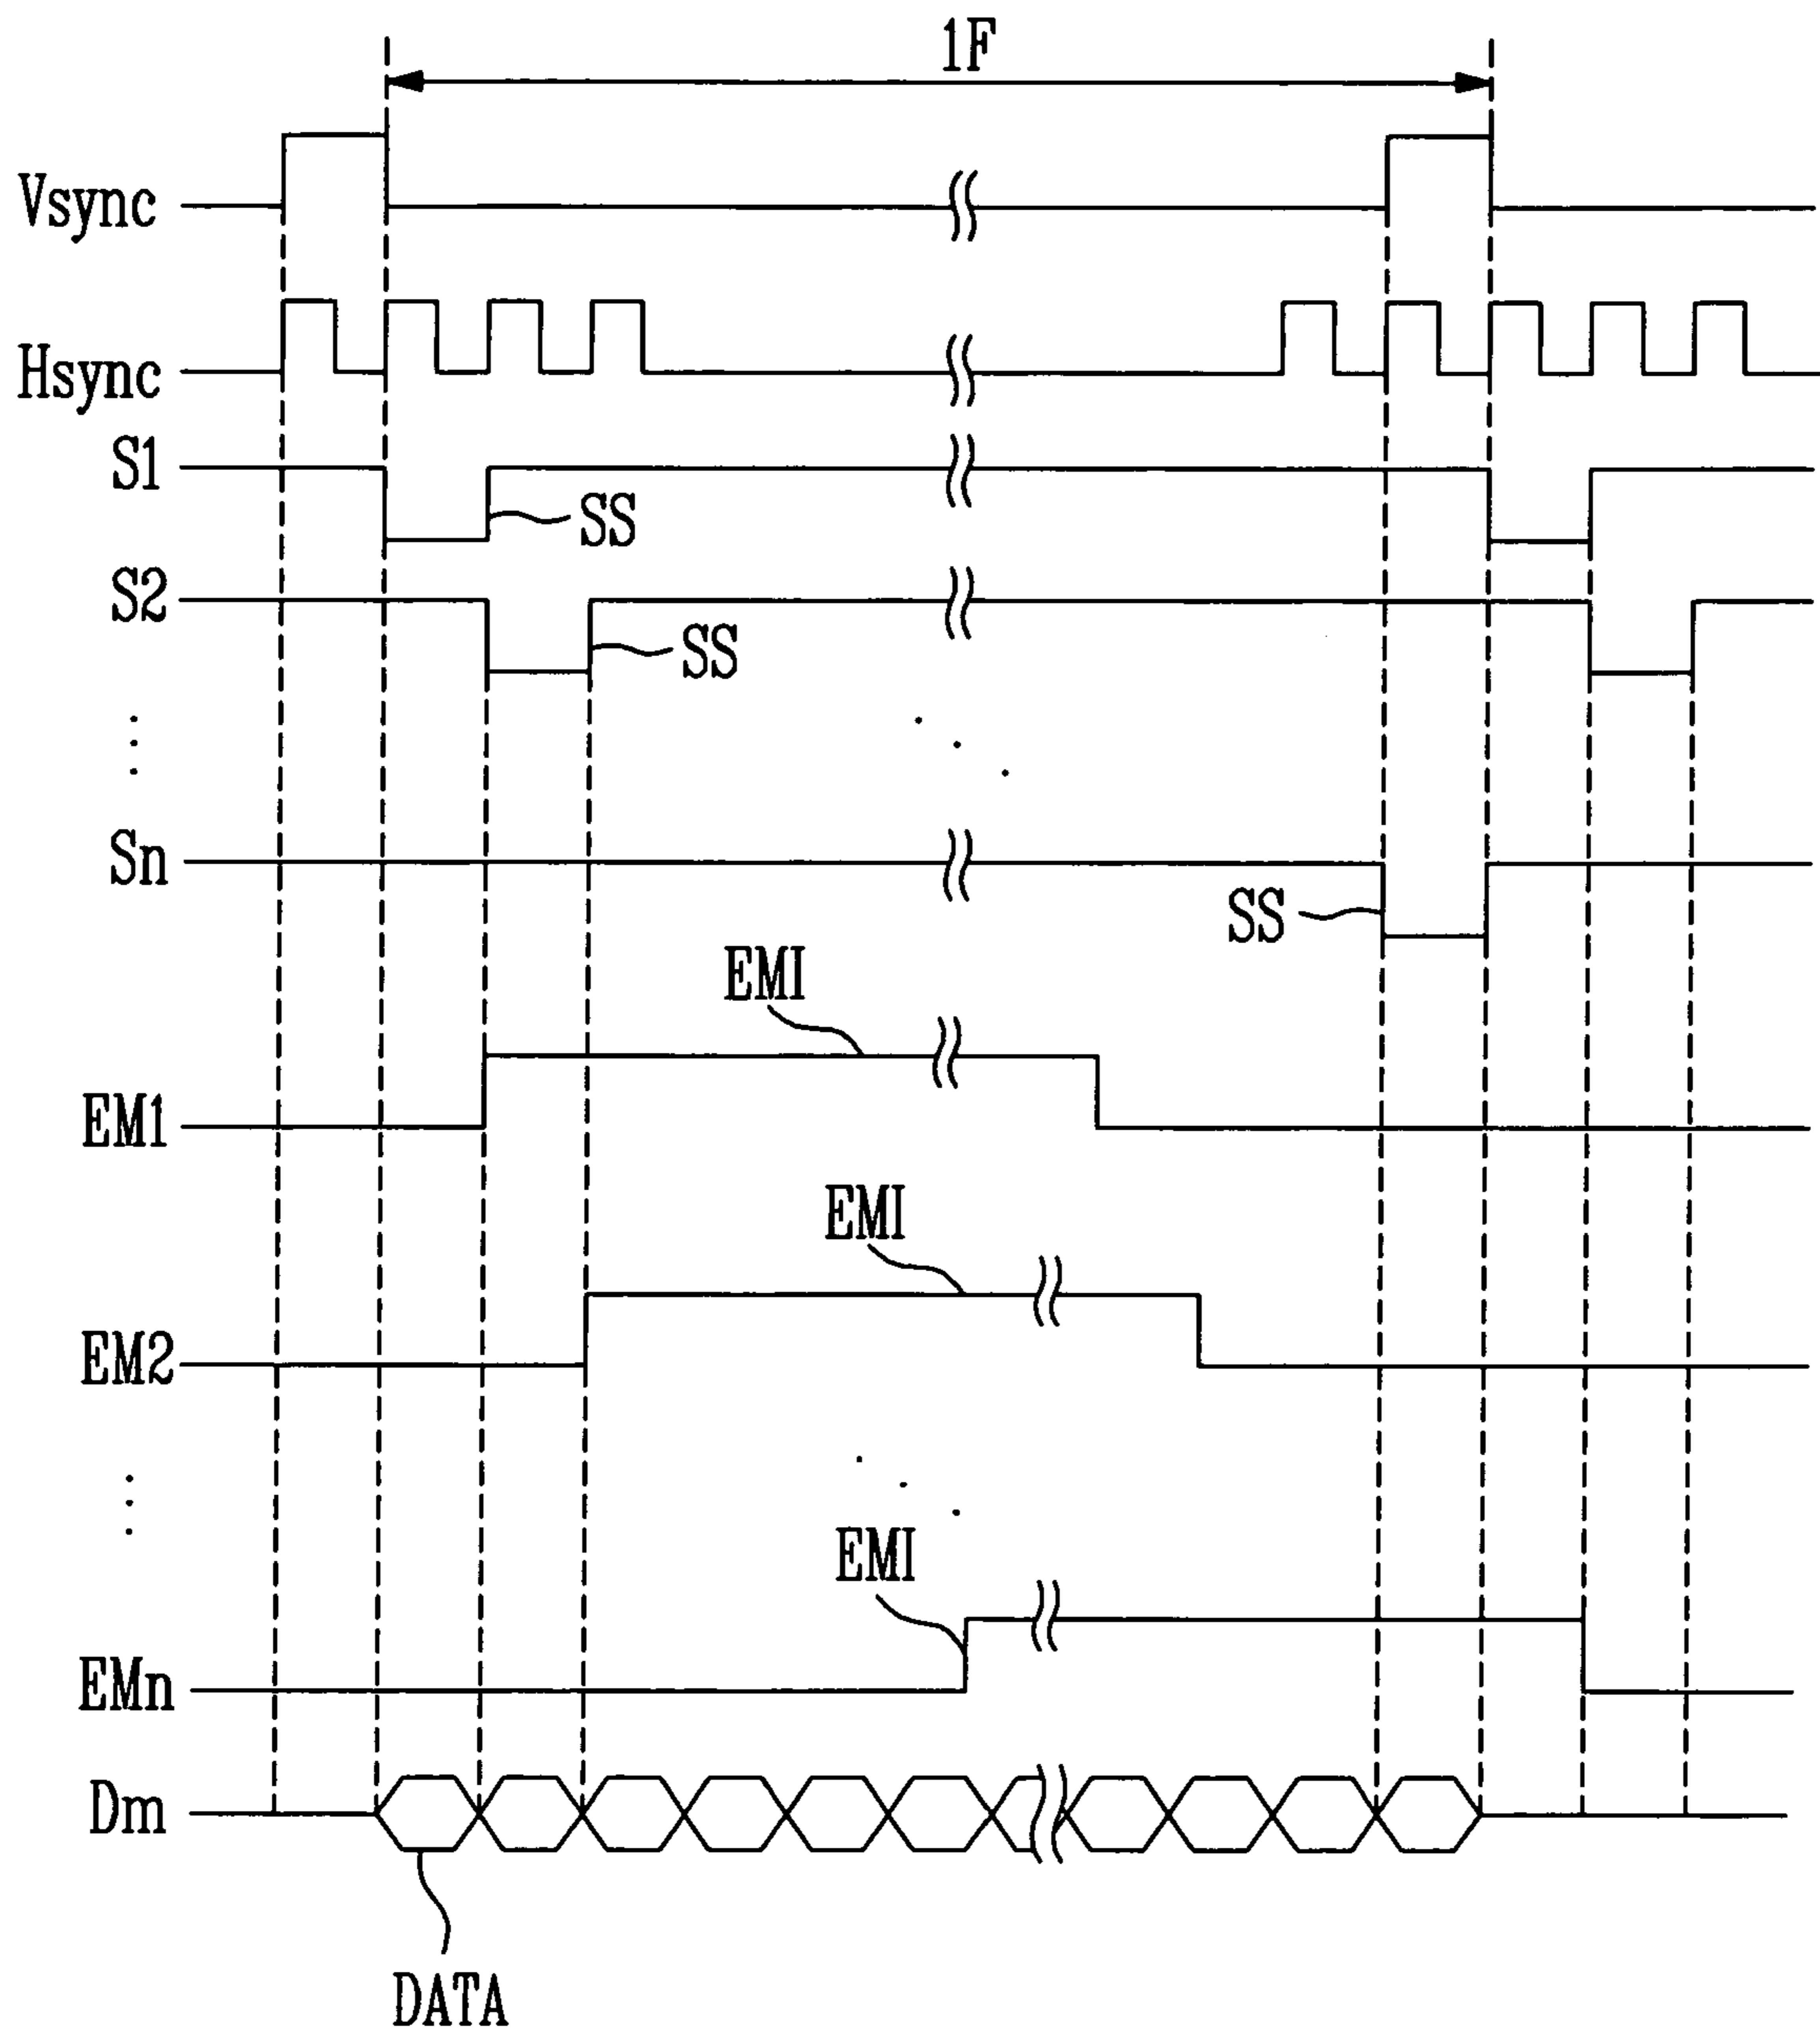 1F
Vsync
Hsync
S1
SS
S2
SS
Sn
SS
EMI
EM1
EMI
EM2
EMI
EMn
Dm
DATA